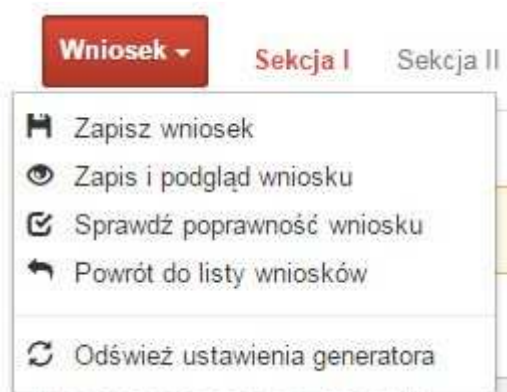 Wniosek
Sekcja I
Sekcja II
Zapisz wniosek
Zapis i podgląd wniosku
Sprawdź poprawność wniosku
Powrót do listy wniosków
Odśwież ustawienia generatora